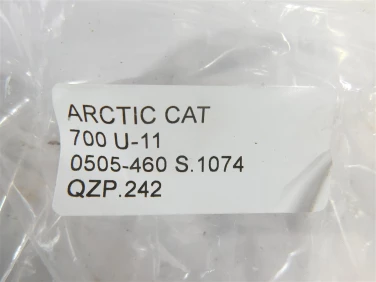 ARCTIC CAT
700 U-11
0505-460 S.1074
QZP.242